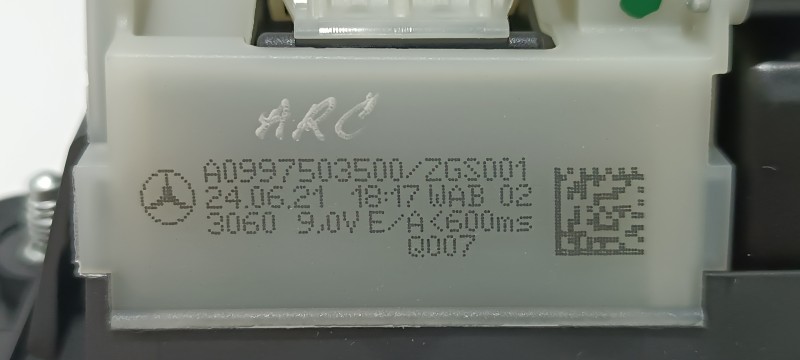 ARC
A0997503500/ZGS001
24.06.21 18:17 WAB 02
3060 9,0V E/A<600ms
Q007